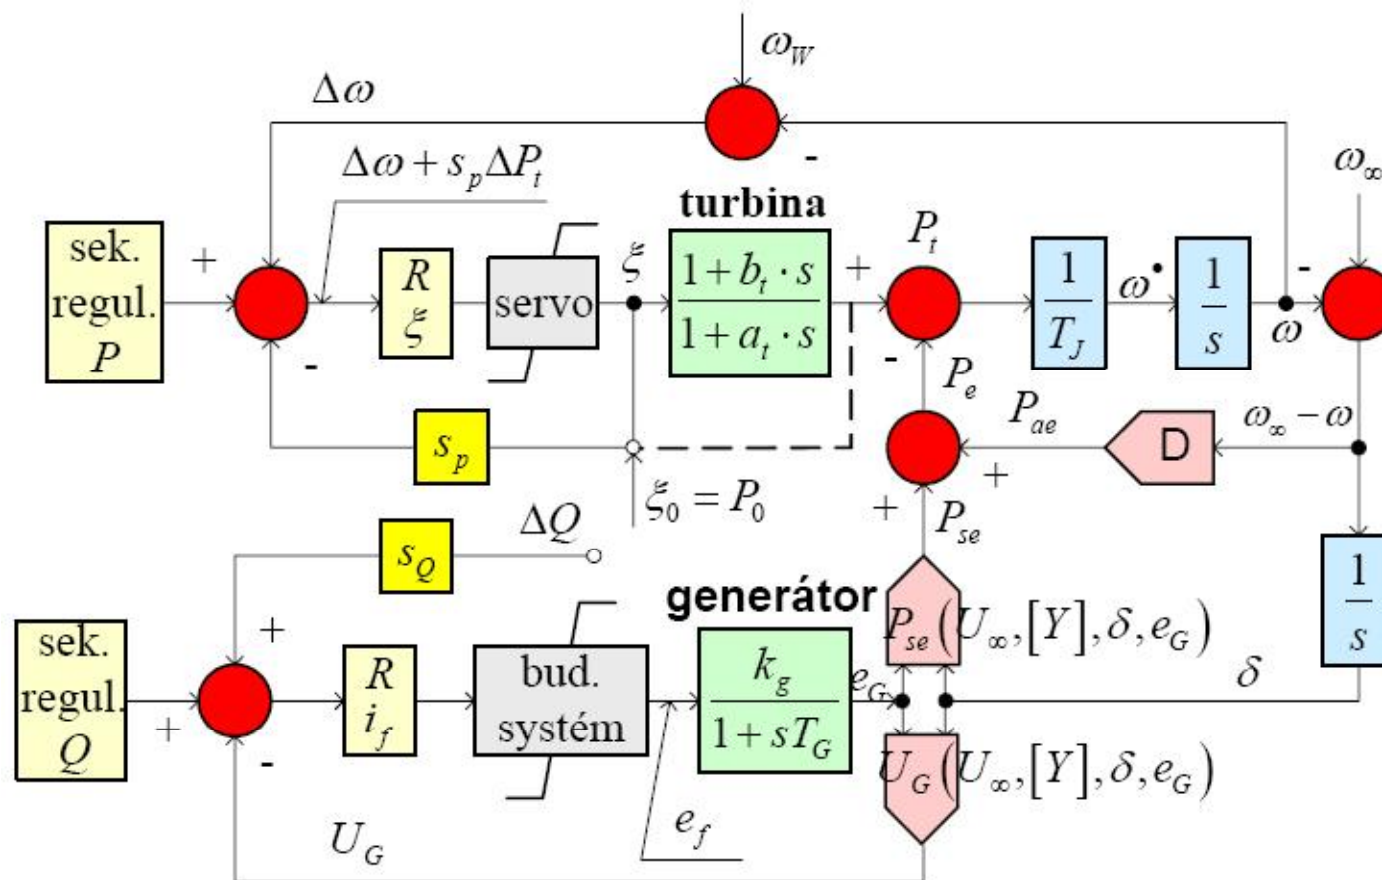 ω_W
Δω
Δω + s_p ΔP_t
ω_∞
turbina
sek.
regul.
P
+
-
R
ξ
servo
ξ
1 + b_t · s
1 + a_t · s
+
-
P_t
1
T_J
ω•
1
s
ω
-
-
s_p
ξ_0 = P_0
P_e
P_ae
+
D
ω_∞ − ω
+
P_se
ΔQ
s_Q
1
s
generátor
P_se(U_∞,[Y],δ,e_G)
sek.
regul.
Q
+
+
-
R
i_f
bud.
systém
k_g
1 + sT_G
e_G
δ
U_G(U_∞,[Y],δ,e_G)
e_f
U_G